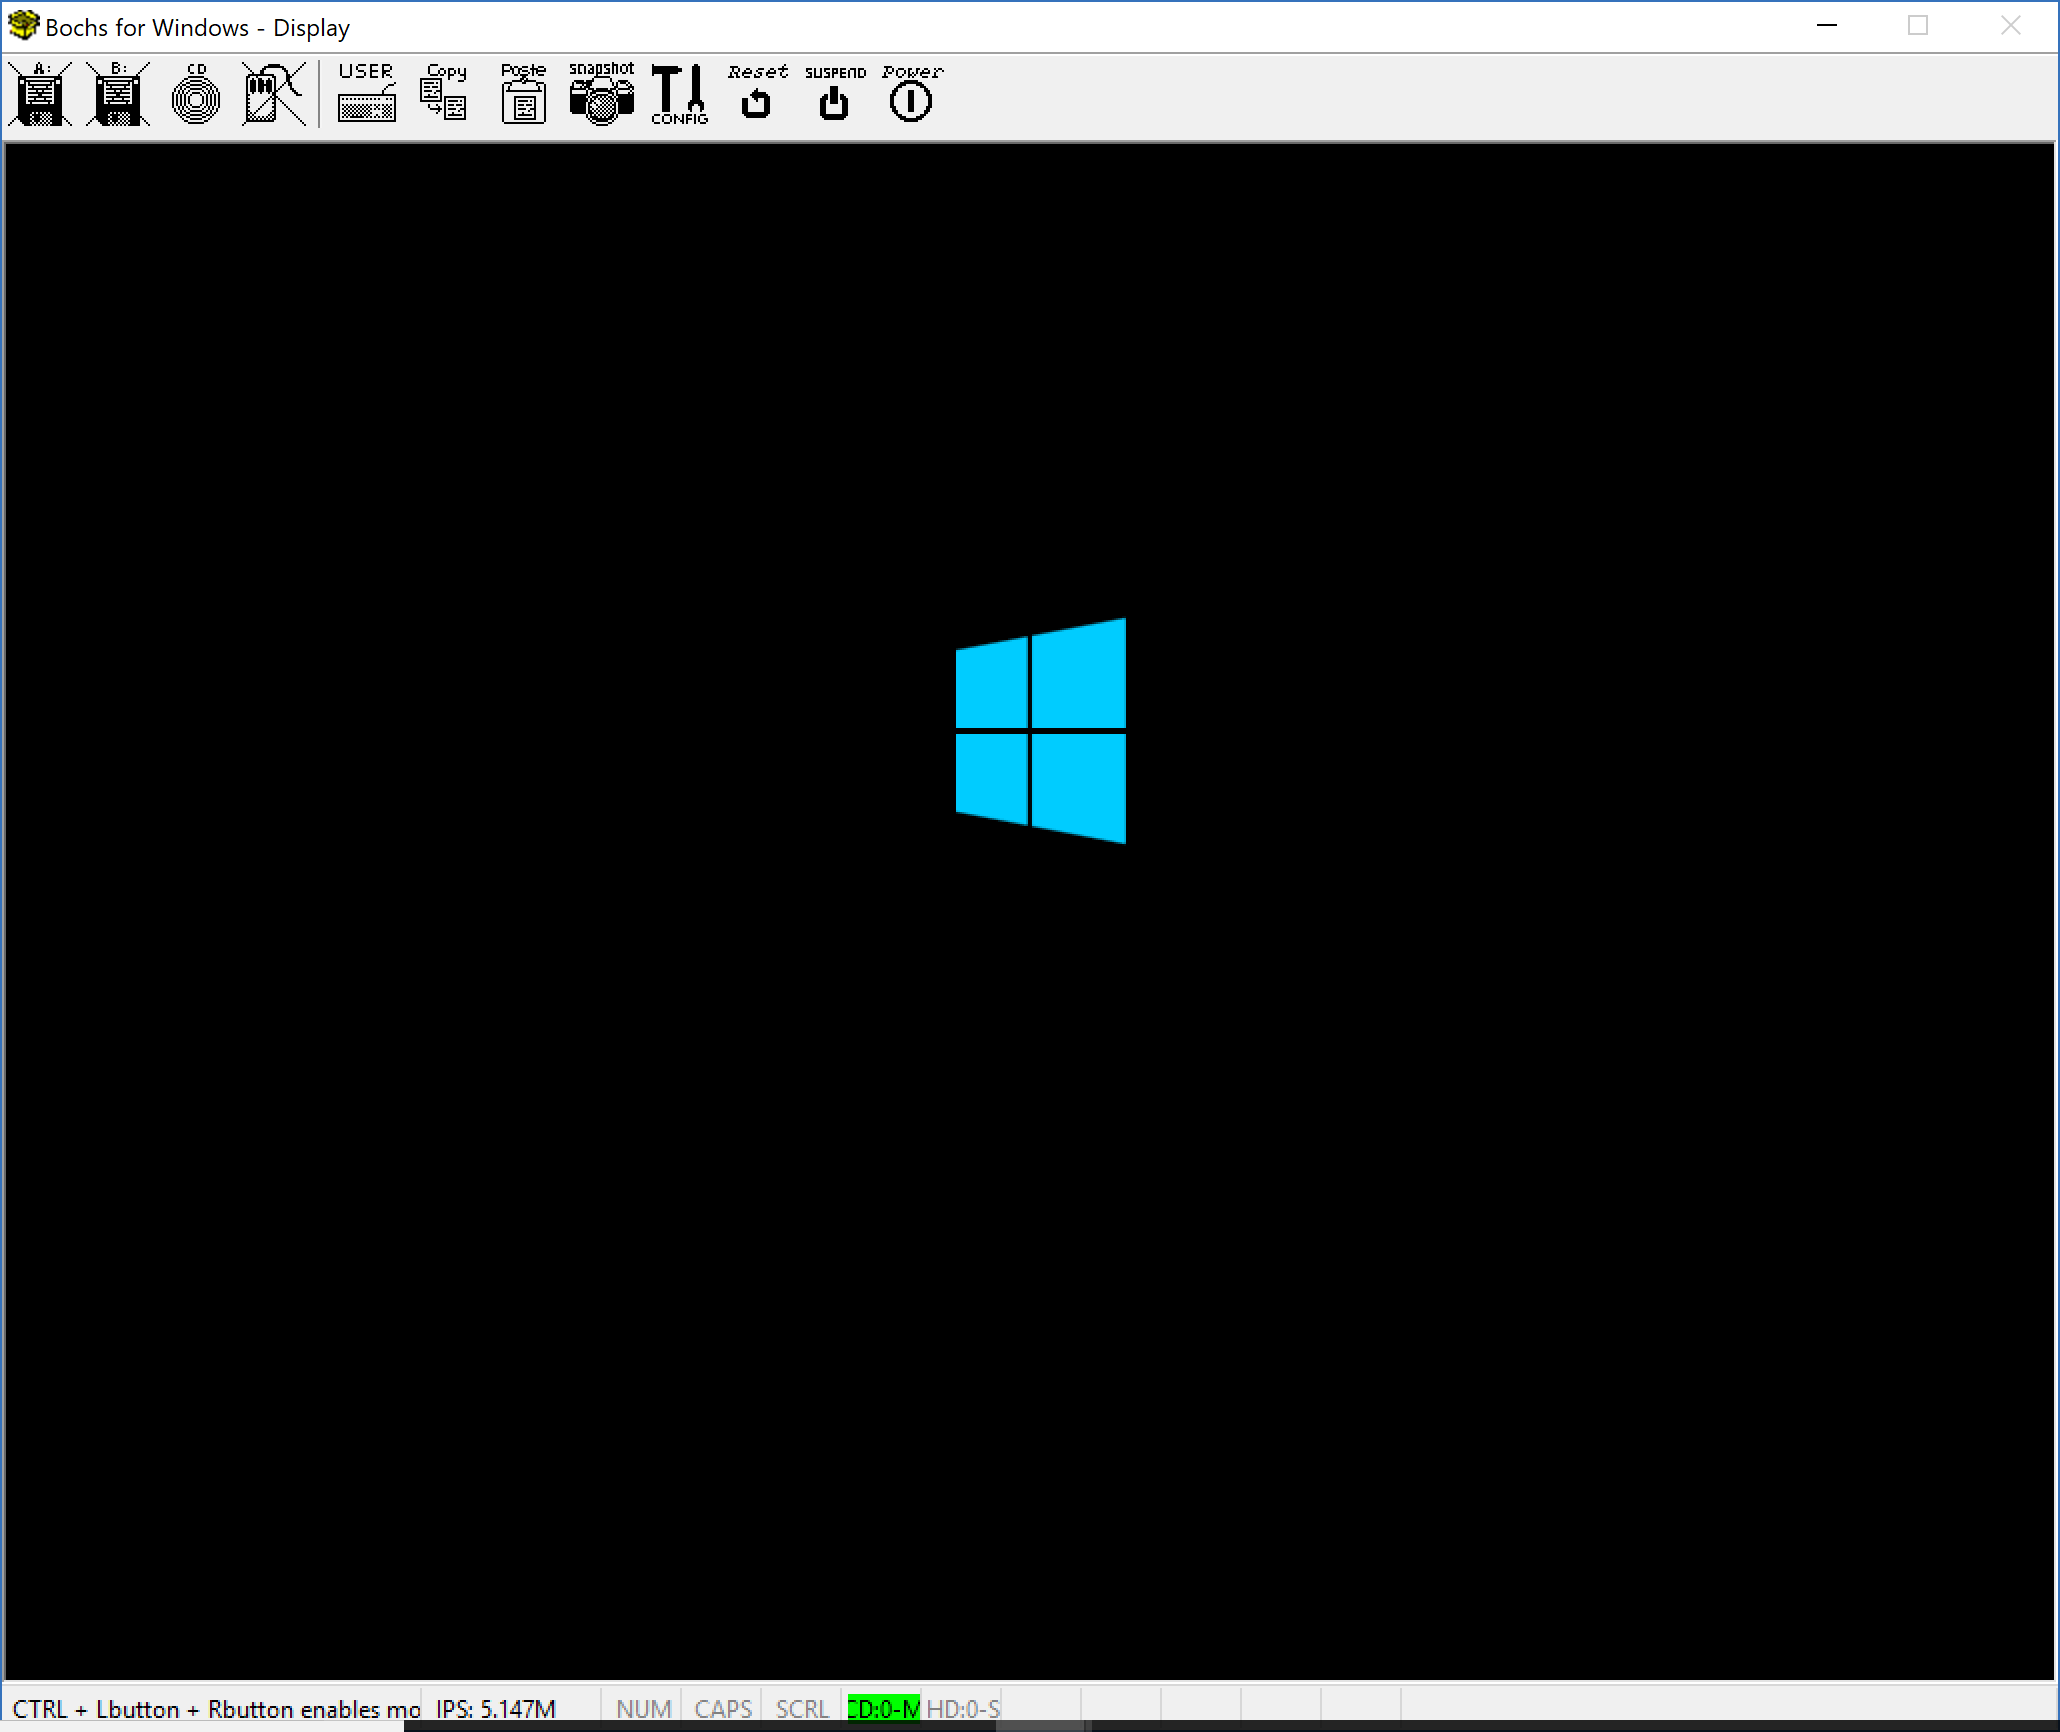 Bochs for Windows - Display
A: B: CD USER Copy Paste snapshot CONFIG Reset SUSPEND Power
CTRL + Lbutton + Rbutton enables mo IPS: 5.147M NUM CAPS SCRL CD:0-M HD:0-S